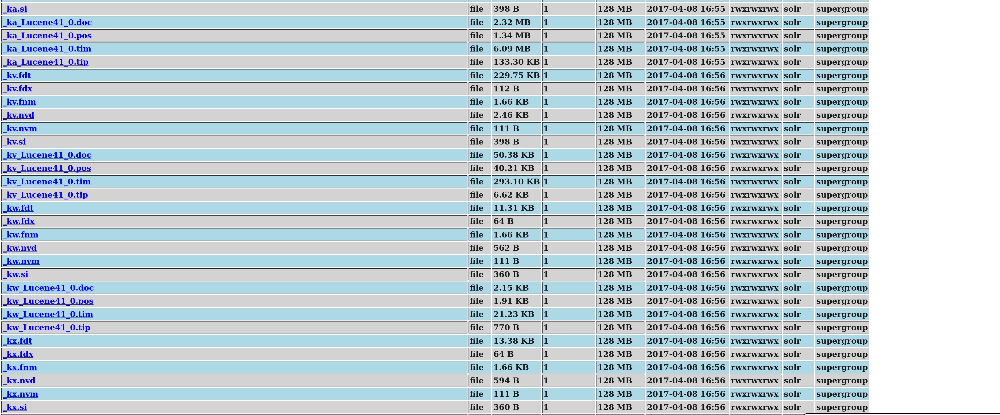 _ka.si file 398 B 1 128 MB 2017-04-08 16:55 rwxrwxrwx solr supergroup
_ka_Lucene41_0.doc file 2.32 MB 1 128 MB 2017-04-08 16:55 rwxrwxrwx solr supergroup
_ka_Lucene41_0.pos file 1.34 MB 1 128 MB 2017-04-08 16:55 rwxrwxrwx solr supergroup
_ka_Lucene41_0.tim file 6.09 MB 1 128 MB 2017-04-08 16:55 rwxrwxrwx solr supergroup
_ka_Lucene41_0.tip file 133.30 KB 1 128 MB 2017-04-08 16:55 rwxrwxrwx solr supergroup
_kv.fdt file 229.75 KB 1 128 MB 2017-04-08 16:56 rwxrwxrwx solr supergroup
_kv.fdx file 112 B 1 128 MB 2017-04-08 16:56 rwxrwxrwx solr supergroup
_kv.fnm file 1.66 KB 1 128 MB 2017-04-08 16:56 rwxrwxrwx solr supergroup
_kv.nvd file 2.46 KB 1 128 MB 2017-04-08 16:56 rwxrwxrwx solr supergroup
_kv.nvm file 111 B 1 128 MB 2017-04-08 16:56 rwxrwxrwx solr supergroup
_kv.si file 398 B 1 128 MB 2017-04-08 16:56 rwxrwxrwx solr supergroup
_kv_Lucene41_0.doc file 50.38 KB 1 128 MB 2017-04-08 16:56 rwxrwxrwx solr supergroup
_kv_Lucene41_0.pos file 40.21 KB 1 128 MB 2017-04-08 16:56 rwxrwxrwx solr supergroup
_kv_Lucene41_0.tim file 293.10 KB 1 128 MB 2017-04-08 16:56 rwxrwxrwx solr supergroup
_kv_Lucene41_0.tip file 6.62 KB 1 128 MB 2017-04-08 16:56 rwxrwxrwx solr supergroup
_kw.fdt file 11.31 KB 1 128 MB 2017-04-08 16:56 rwxrwxrwx solr supergroup
_kw.fdx file 64 B 1 128 MB 2017-04-08 16:56 rwxrwxrwx solr supergroup
_kw.fnm file 1.66 KB 1 128 MB 2017-04-08 16:56 rwxrwxrwx solr supergroup
_kw.nvd file 562 B 1 128 MB 2017-04-08 16:56 rwxrwxrwx solr supergroup
_kw.nvm file 111 B 1 128 MB 2017-04-08 16:56 rwxrwxrwx solr supergroup
_kw.si file 360 B 1 128 MB 2017-04-08 16:56 rwxrwxrwx solr supergroup
_kw_Lucene41_0.doc file 2.15 KB 1 128 MB 2017-04-08 16:56 rwxrwxrwx solr supergroup
_kw_Lucene41_0.pos file 1.91 KB 1 128 MB 2017-04-08 16:56 rwxrwxrwx solr supergroup
_kw_Lucene41_0.tim file 21.23 KB 1 128 MB 2017-04-08 16:56 rwxrwxrwx solr supergroup
_kw_Lucene41_0.tip file 770 B 1 128 MB 2017-04-08 16:56 rwxrwxrwx solr supergroup
_kx.fdt file 13.38 KB 1 128 MB 2017-04-08 16:56 rwxrwxrwx solr supergroup
_kx.fdx file 64 B 1 128 MB 2017-04-08 16:56 rwxrwxrwx solr supergroup
_kx.fnm file 1.66 KB 1 128 MB 2017-04-08 16:56 rwxrwxrwx solr supergroup
_kx.nvd file 594 B 1 128 MB 2017-04-08 16:56 rwxrwxrwx solr supergroup
_kx.nvm file 111 B 1 128 MB 2017-04-08 16:56 rwxrwxrwx solr supergroup
_kx.si file 360 B 1 128 MB 2017-04-08 16:56 rwxrwxrwx solr supergroup